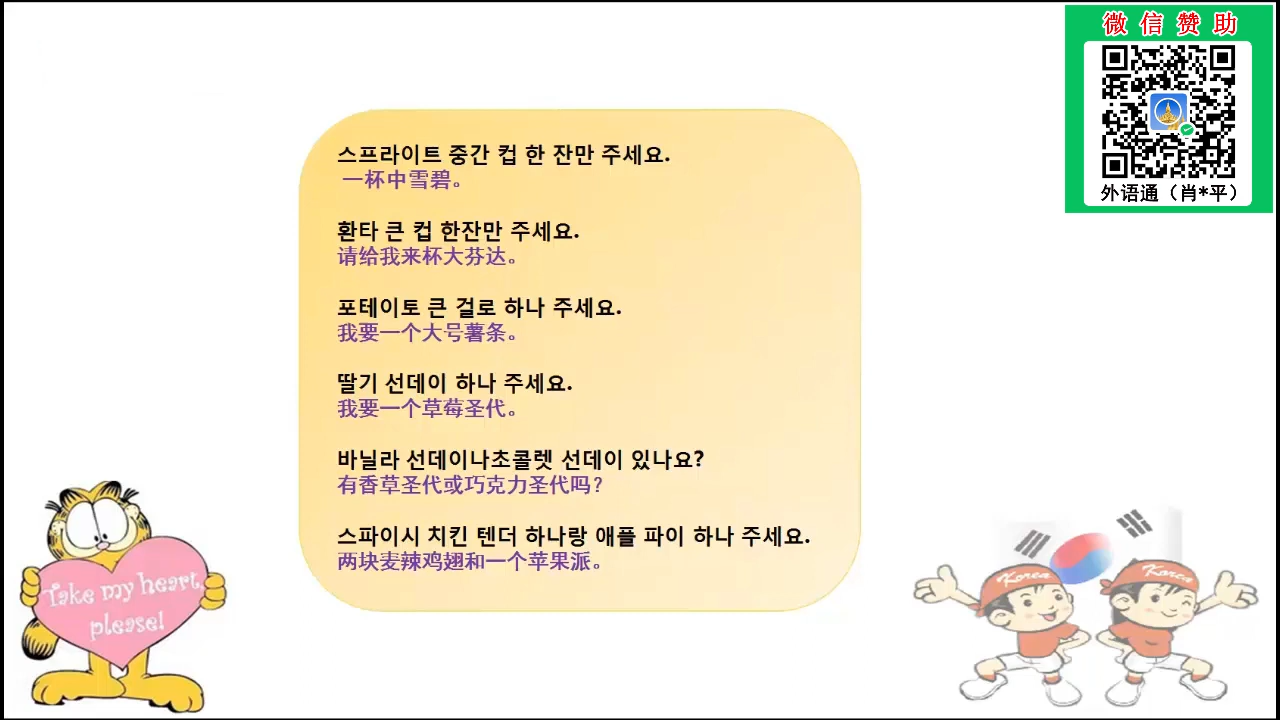 微信赞助
外语通（肖*平）
스프라이트 중간 컵 한 잔만 주세요.
一杯中雪碧。
환타 큰 컵 한잔만 주세요.
请给我来杯大芬达。
포테이토 큰 걸로 하나 주세요.
我要一个大号薯条。
딸기 선데이 하나 주세요.
我要一个草莓圣代。
바닐라 선데이나초콜렛 선데이 있나요?
有香草圣代或巧克力圣代吗?
스파이시 치킨 텐더 하나랑 애플 파이 하나 주세요.
两块麦辣鸡翅和一个苹果派。
Take my heart,
please!
Korea
Korea